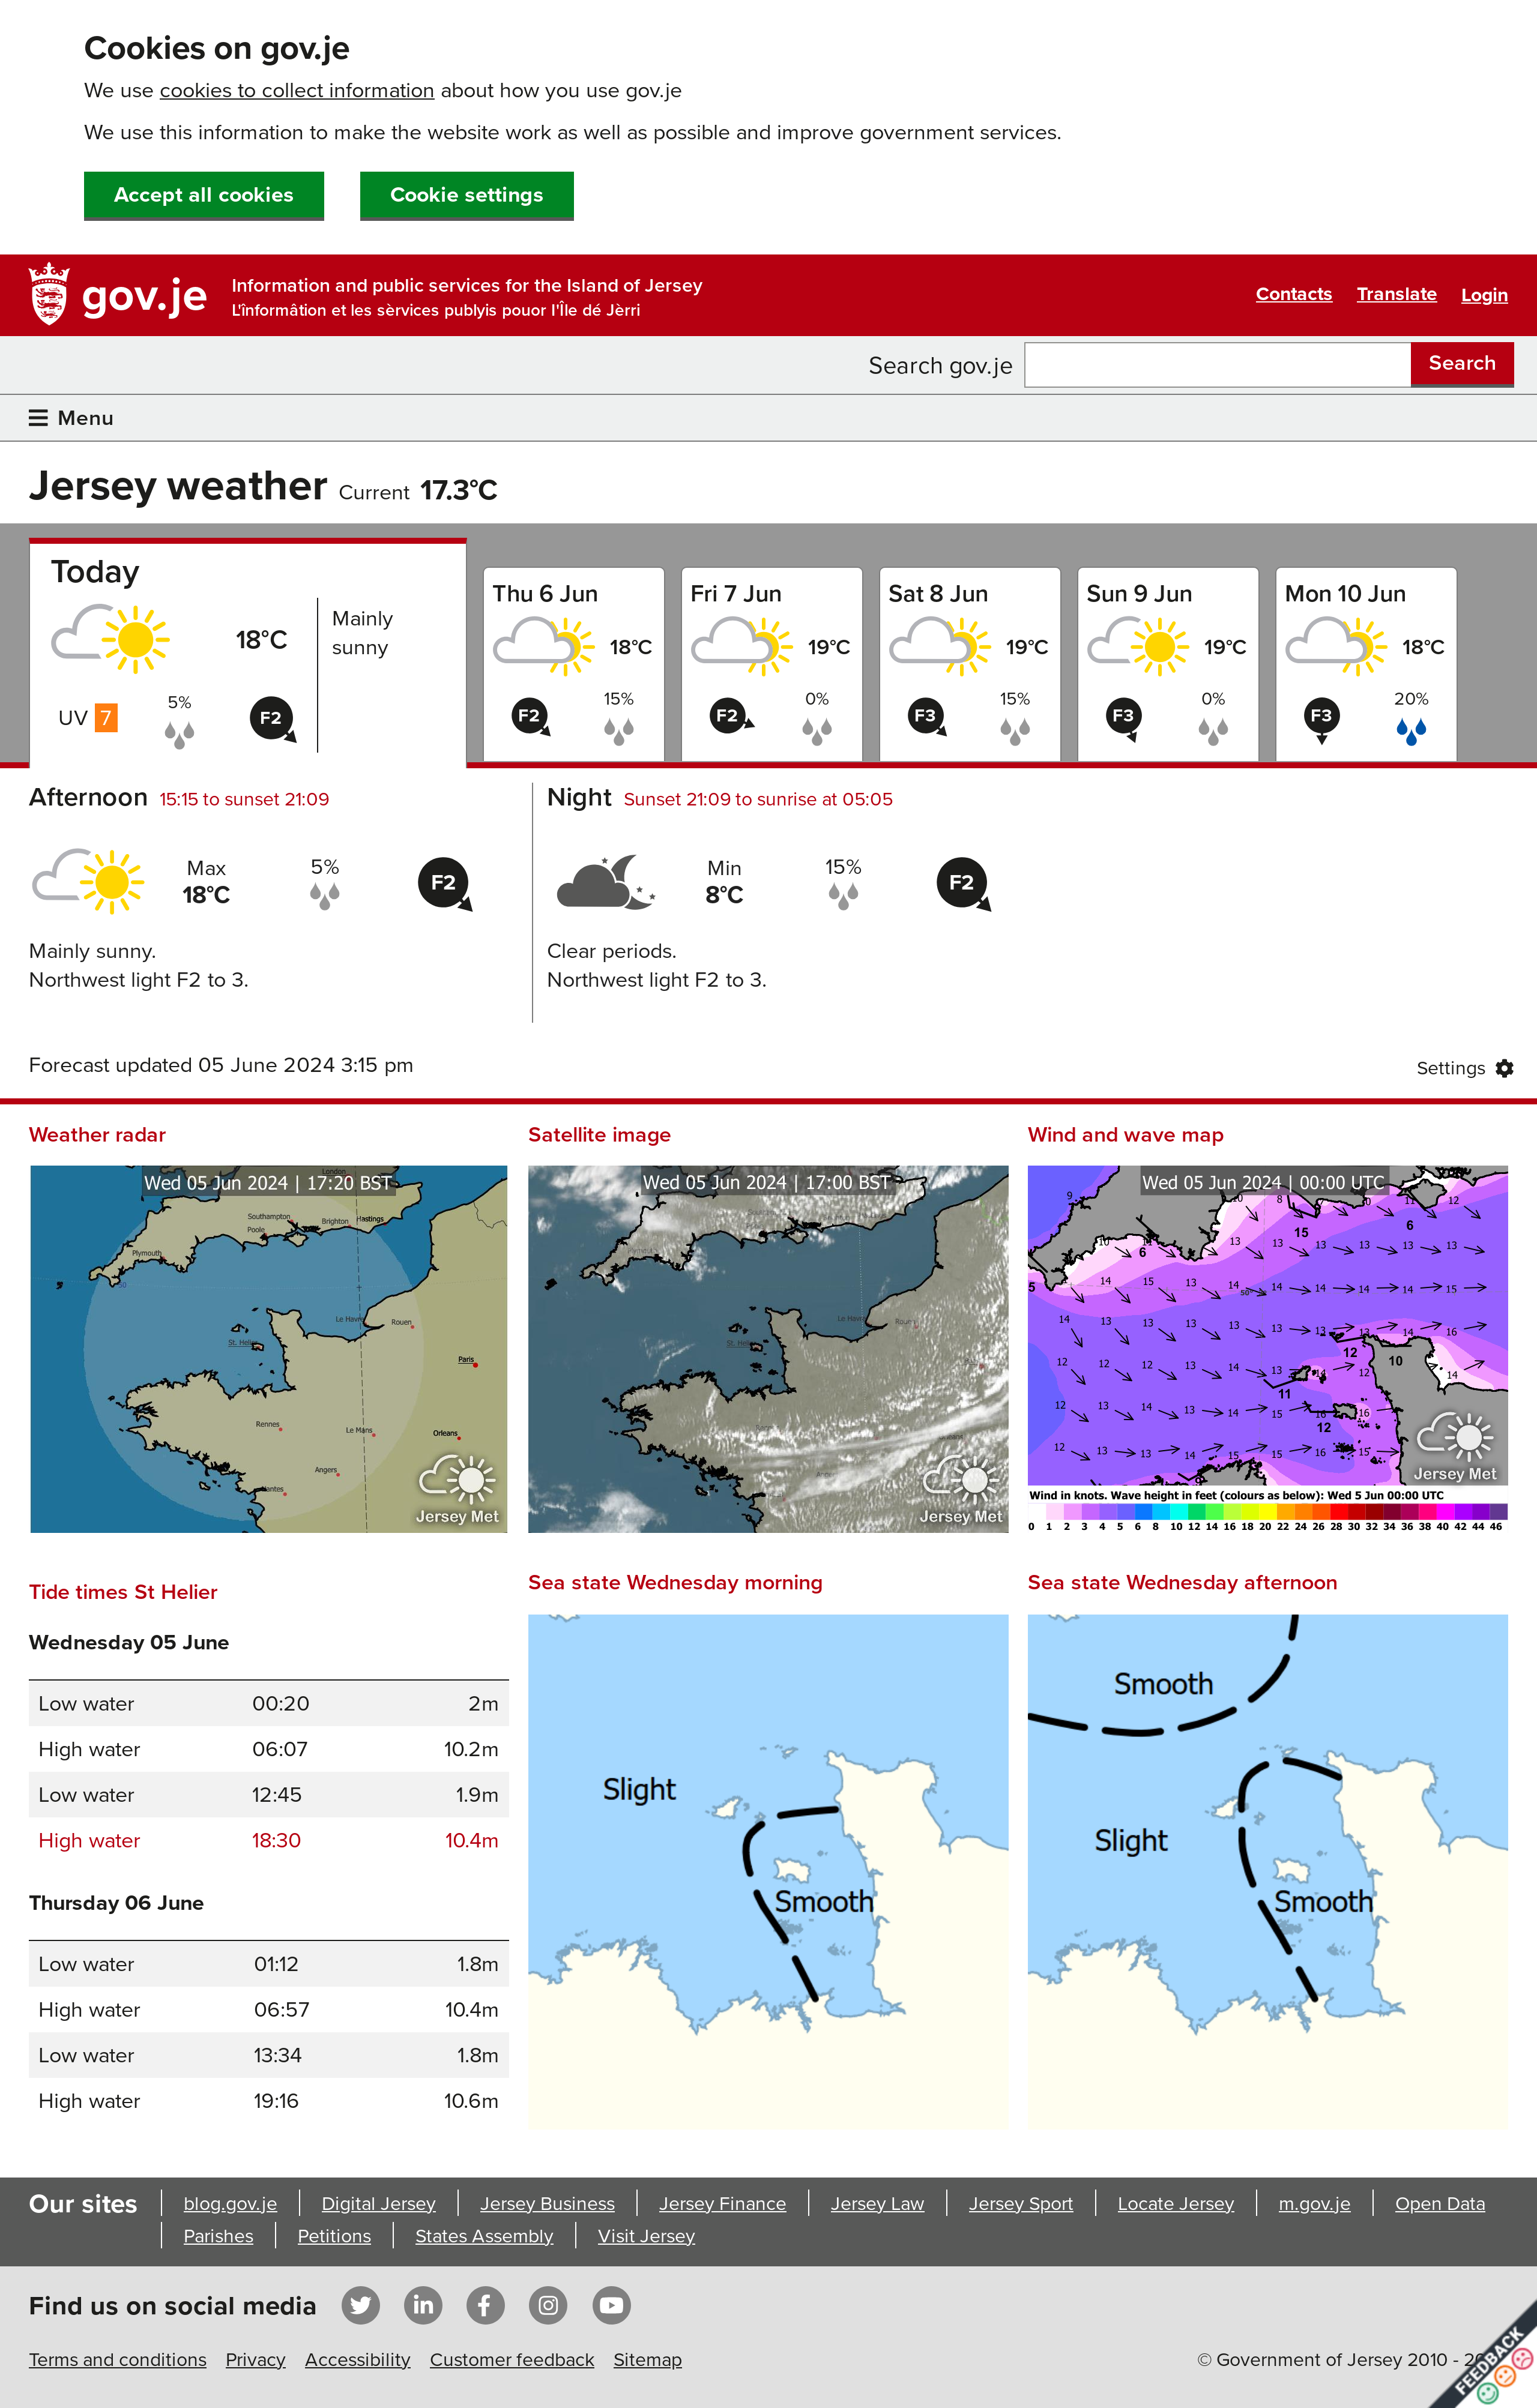 Cookies on gov.je
We use cookies to collect information about how you use gov.je
We use this information to make the website work as well as possible and improve government services.
Accept all cookies
Cookie settings
gov.je
Information and public services for the Island of Jersey
L'înformâtion et les sèrvices publyis pouor I'Île dé Jèrri
Contacts Translate Login
Search gov.je
Search
Menu
Jersey weather Current 17.3°C
Today
18°C
Mainly
sunny
UV 7
5%
F2
Thu 6 Jun
18°C
F2
15%
Fri 7 Jun
19°C
F2
0%
Sat 8 Jun
19°C
F3
15%
Sun 9 Jun
19°C
F3
0%
Mon 10 Jun
18°C
F3
20%
Afternoon 15:15 to sunset 21:09
Max
18°C
5%
F2
Mainly sunny.
Northwest light F2 to 3.
Night Sunset 21:09 to sunrise at 05:05
Min
8°C
15%
F2
Clear periods.
Northwest light F2 to 3.
Forecast updated 05 June 2024 3:15 pm
Settings
Weather radar
Wed 05 Jun 2024 | 17:20 BST
London
Southampton
Poole
Brighton
Hastings
Plymouth
Rouen
Paris
Rennes
Le Mans
Orleans
Angers
Jersey Met
Satellite image
Wed 05 Jun 2024 | 17:00 BST
Jersey Met
Wind and wave map
Wed 05 Jun 2024 | 00:00 UTC
Jersey Met
Wind in knots. Wave height in feet (colours as below): Wed 5 Jun 00:00 UTC
0 1 2 3 4 5 6 8 10 12 14 16 18 20 22 24 26 28 30 32 34 36 38 40 42 44 46
Tide times St Helier
Wednesday 05 June
Low water 00:20 2m
High water 06:07 10.2m
Low water 12:45 1.9m
High water 18:30 10.4m
Thursday 06 June
Low water 01:12 1.8m
High water 06:57 10.4m
Low water 13:34 1.8m
High water 19:16 10.6m
Sea state Wednesday morning
Slight
Smooth
Sea state Wednesday afternoon
Smooth
Slight
Smooth
Our sites
blog.gov.je
Digital Jersey
Jersey Business
Jersey Finance
Jersey Law
Jersey Sport
Locate Jersey
m.gov.je
Open Data
Parishes
Petitions
States Assembly
Visit Jersey
Find us on social media
Terms and conditions Privacy Accessibility Customer feedback Sitemap
© Government of Jersey 2010 -
FEEDBACK